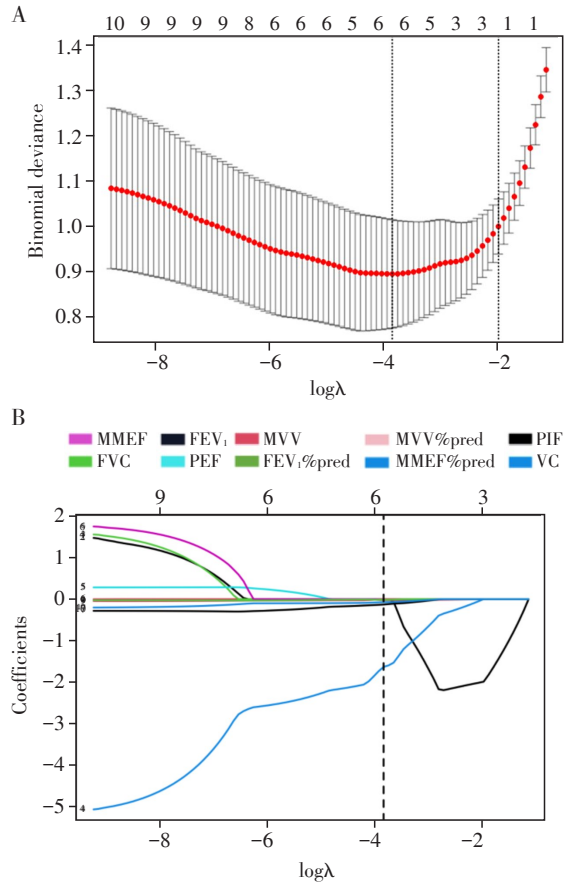 A
10 9 9 9 9 8 6 6 6 5 6 6 5 3 3 1 1
1.4
1.3
1.2
1.1
1.0
0.9
0.8
Binomial deviance
−8 −6 −4 −2
logλ
B
MMEF FEV₁ MVV MVV%pred PIF
FVC PEF FEV₁%pred MMEF%pred VC
9 6 6 3
2
1
0
−1
−2
−3
−4
−5
Coefficients
6
5
4
−8 −6 −4 −2
logλ